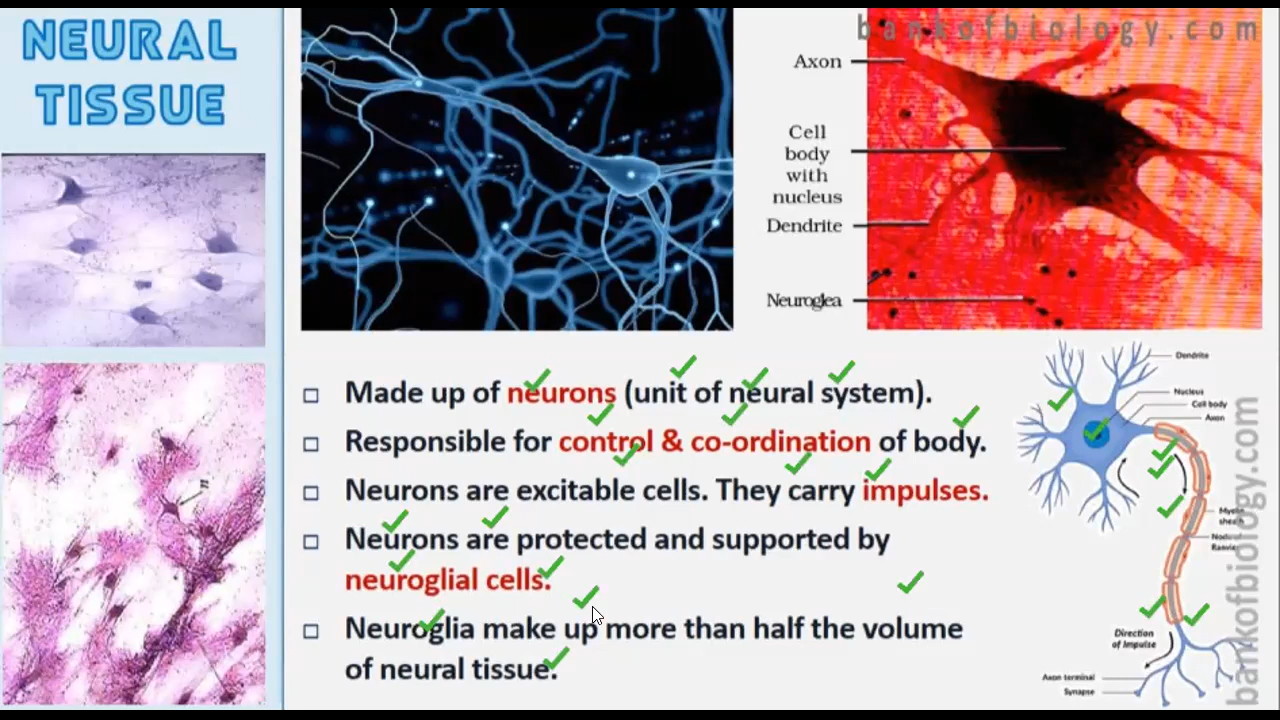 NEURAL
TISSUE
bankofbiology.com
Axon
Cell
body
with
nucleus
Dendrite
Neuroglea
Made up of neurons (unit of neural system).
Responsible for control & co-ordination of body.
Neurons are excitable cells. They carry impulses.
Neurons are protected and supported by
neuroglial cells.
Neuroglia make up more than half the volume
of neural tissue.
Dendrite
Nucleus
Cell body
Axon
Direction
of Impulse
Axon terminal
Synapse
bankofbiology.com